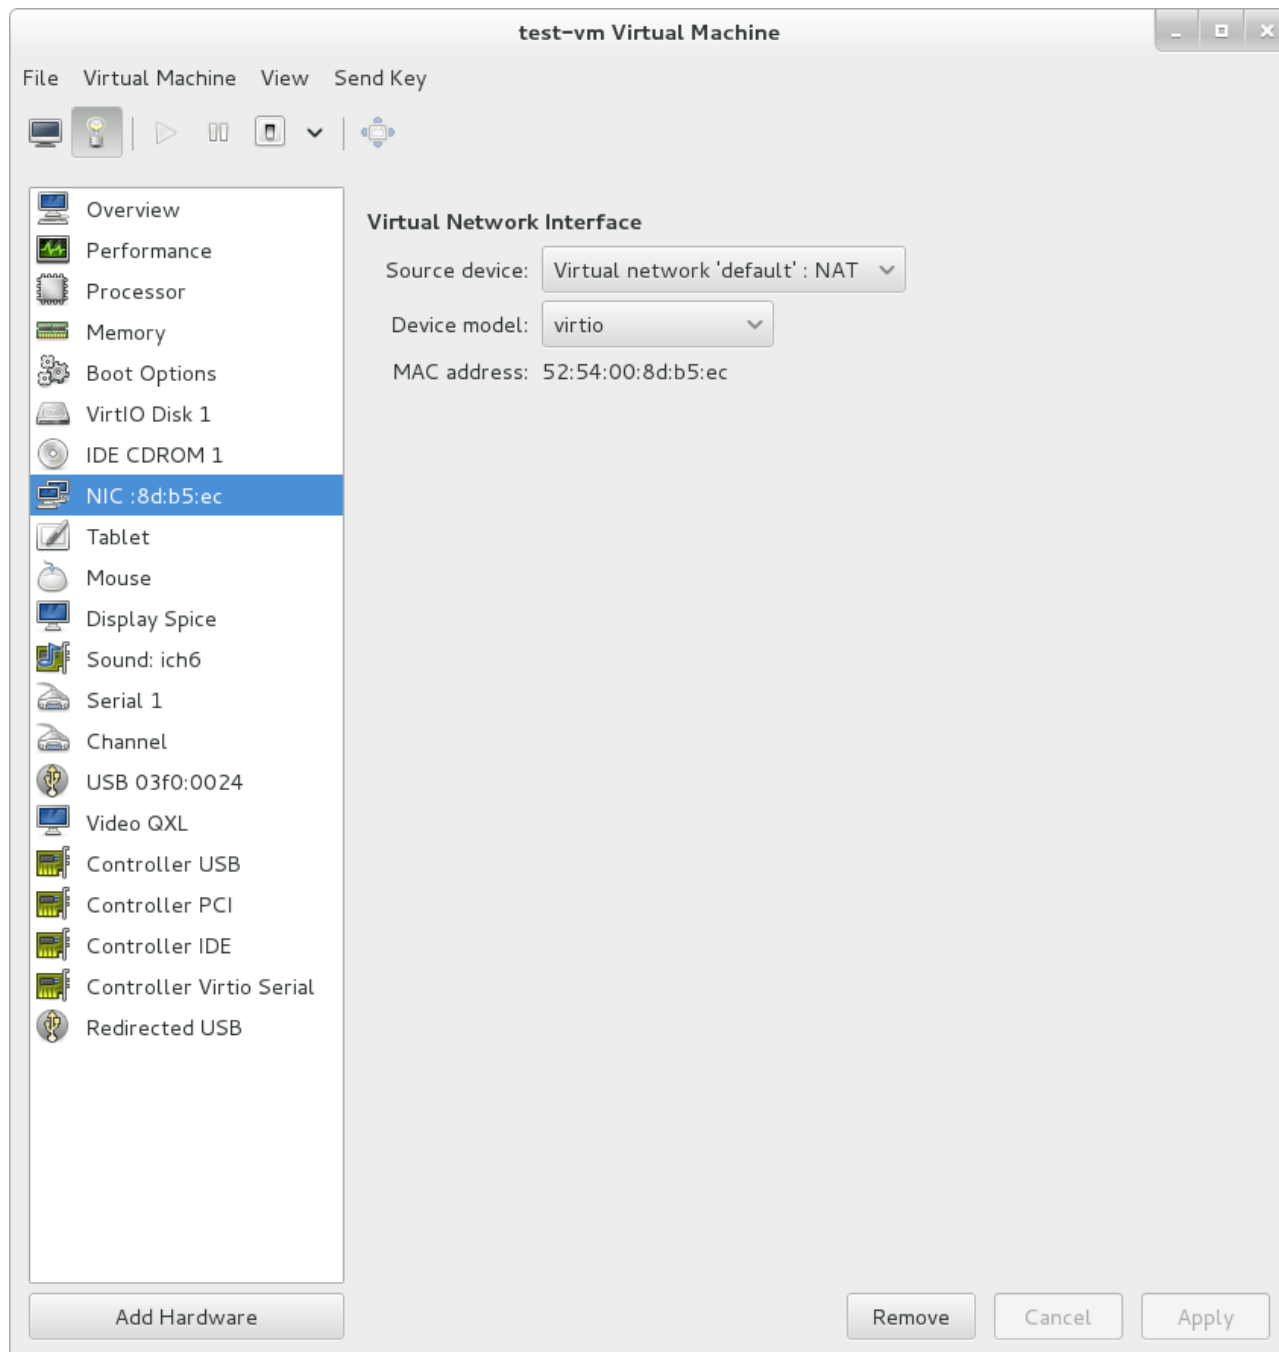 test-vm Virtual Machine
File Virtual Machine View Send Key
Overview
Performance
Processor
Memory
Boot Options
VirtIO Disk 1
IDE CDROM 1
NIC :8d:b5:ec
Tablet
Mouse
Display Spice
Sound: ich6
Serial 1
Channel
USB 03f0:0024
Video QXL
Controller USB
Controller PCI
Controller IDE
Controller Virtio Serial
Redirected USB
Add Hardware
Virtual Network Interface
Source device: Virtual network 'default' : NAT
Device model: virtio
MAC address: 52:54:00:8d:b5:ec
Remove Cancel Apply